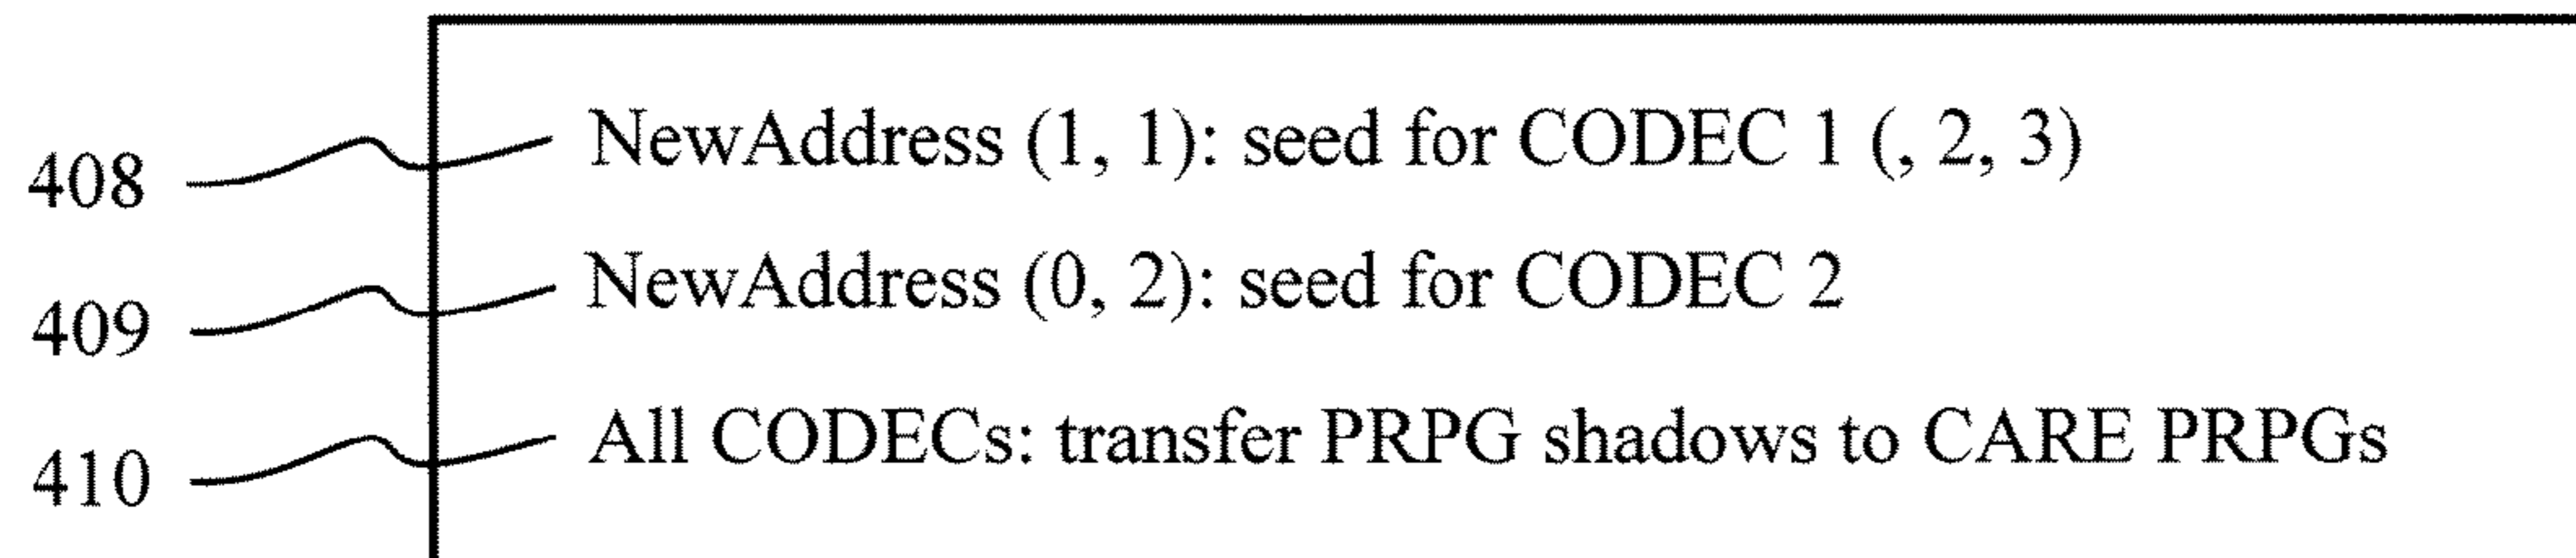 408 NewAddress (1, 1): seed for CODEC 1 (, 2, 3)
409 NewAddress (0, 2): seed for CODEC 2
410 All CODECs: transfer PRPG shadows to CARE PRPGs